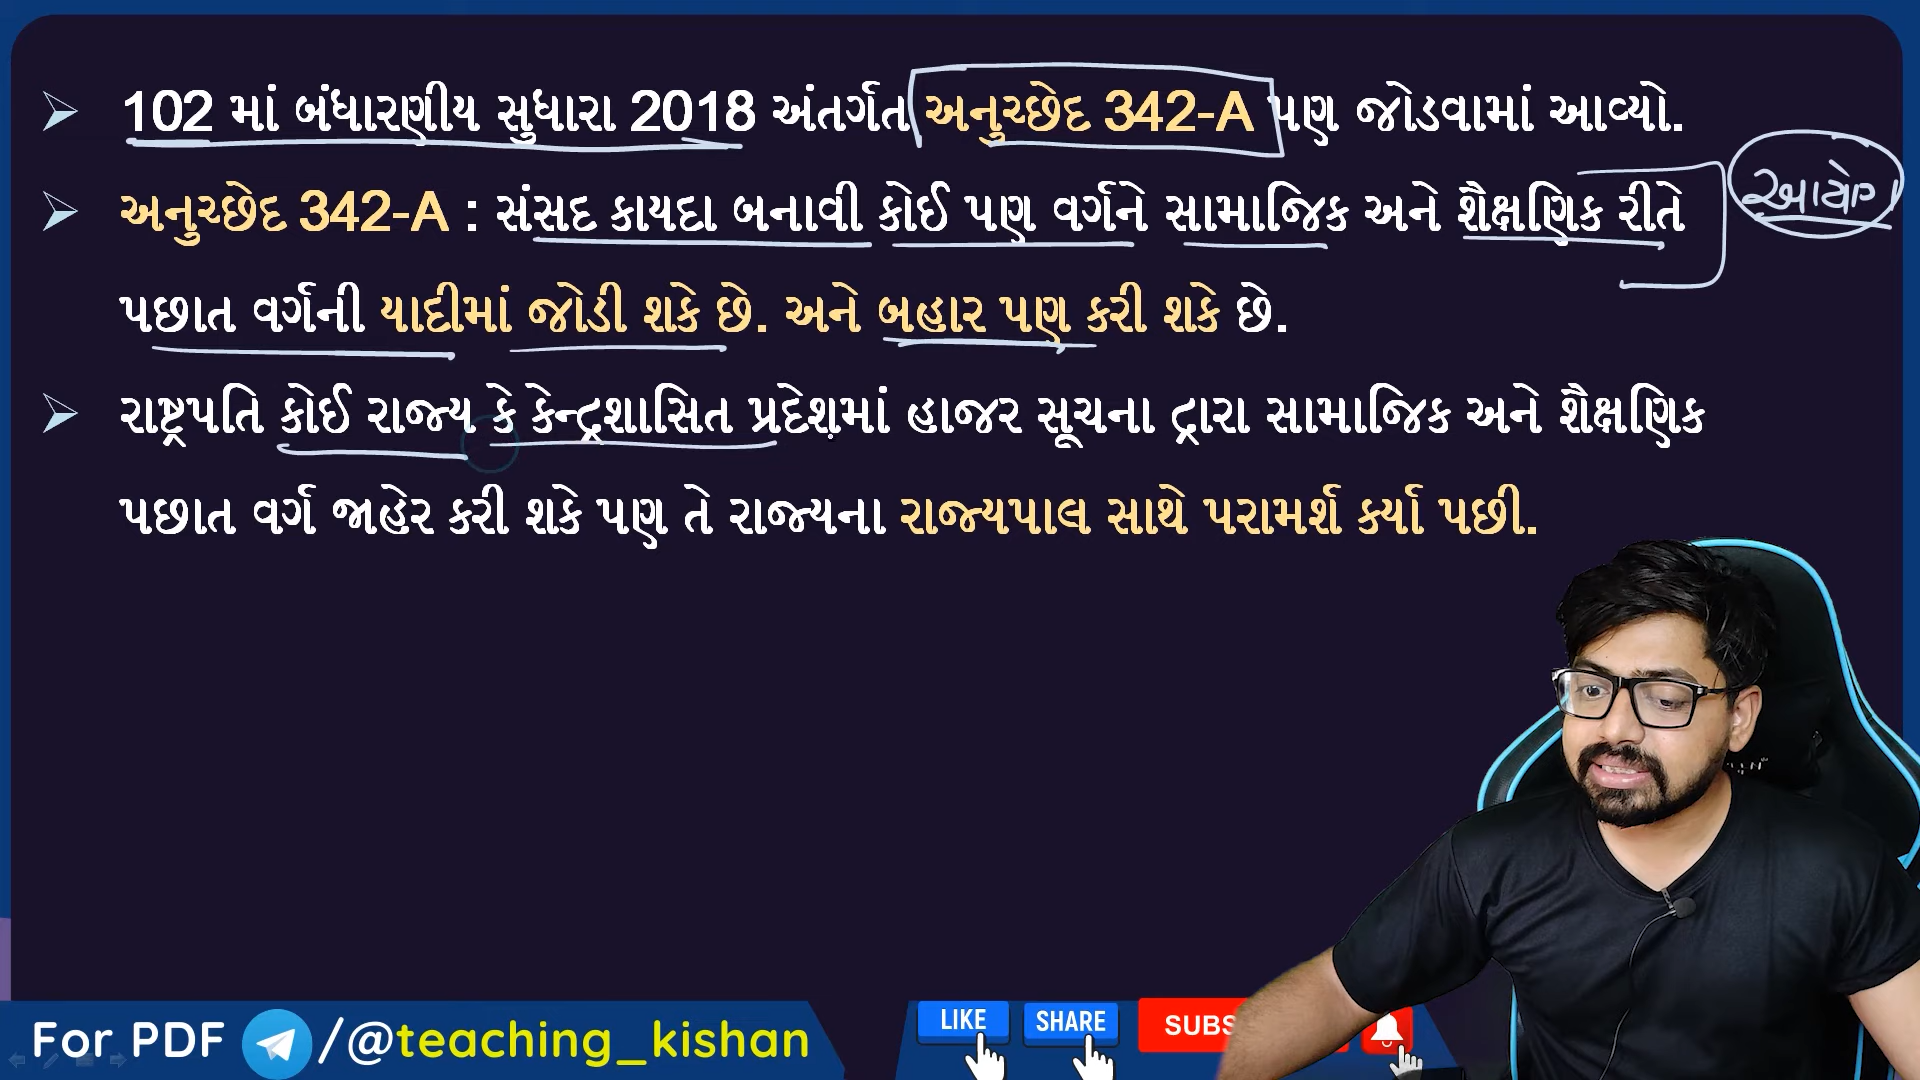 ➢ 102 માં બંધારણીય સુધારા 2018 અંતર્ગત અનુચ્છેદ 342-A પણ જોડવામાં આવ્યો.
આયોગ
➢ અનુચ્છેદ 342-A : સંસદ કાયદા બનાવી કોઈ પણ વર્ગને સામાજિક અને શૈક્ષણિક રીતે
પછાત વર્ગની યાદીમાં જોડી શકે છે. અને બહાર પણ કરી શકે છે.
➢ રાષ્ટ્રપતિ કોઈ રાજ્ય કે કેન્દ્રશાસિત પ્રદેશમાં હાજર સૂચના દ્રારા સામાજિક અને શૈક્ષણિક
પછાત વર્ગ જાહેર કરી શકે પણ તે રાજ્યના રાજ્યપાલ સાથે પરામર્શ ર્ક્યા પછી.
For PDF /@teaching_kishan
LIKE SHARE SUBS